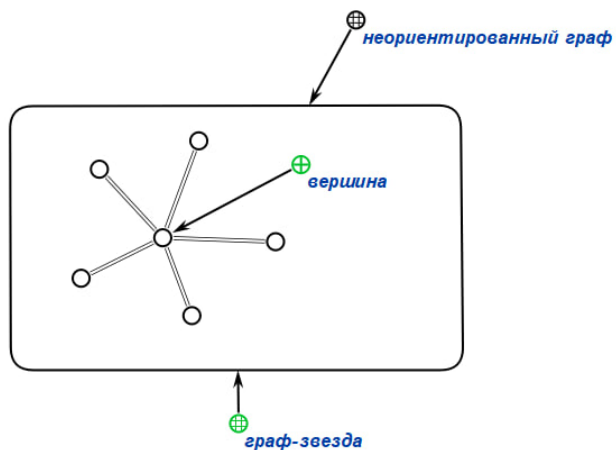 неориентированный граф
вершина
граф-звезда